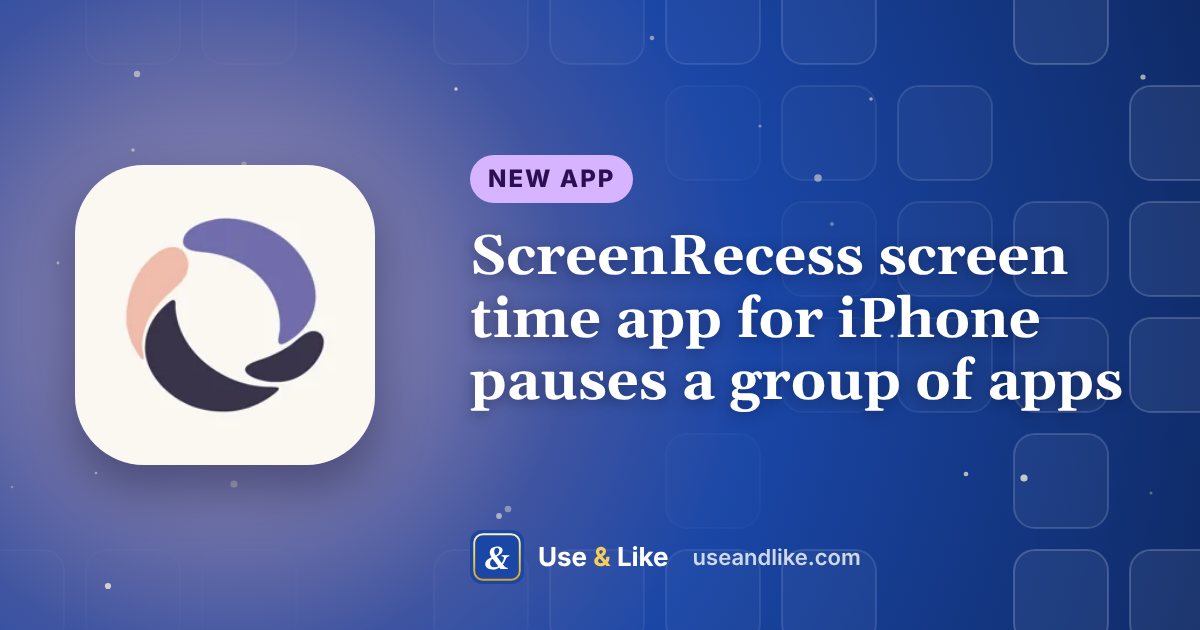 NEW APP
ScreenRecess screen
time app for iPhone
pauses a group of apps
& Use & Like useandlike.com